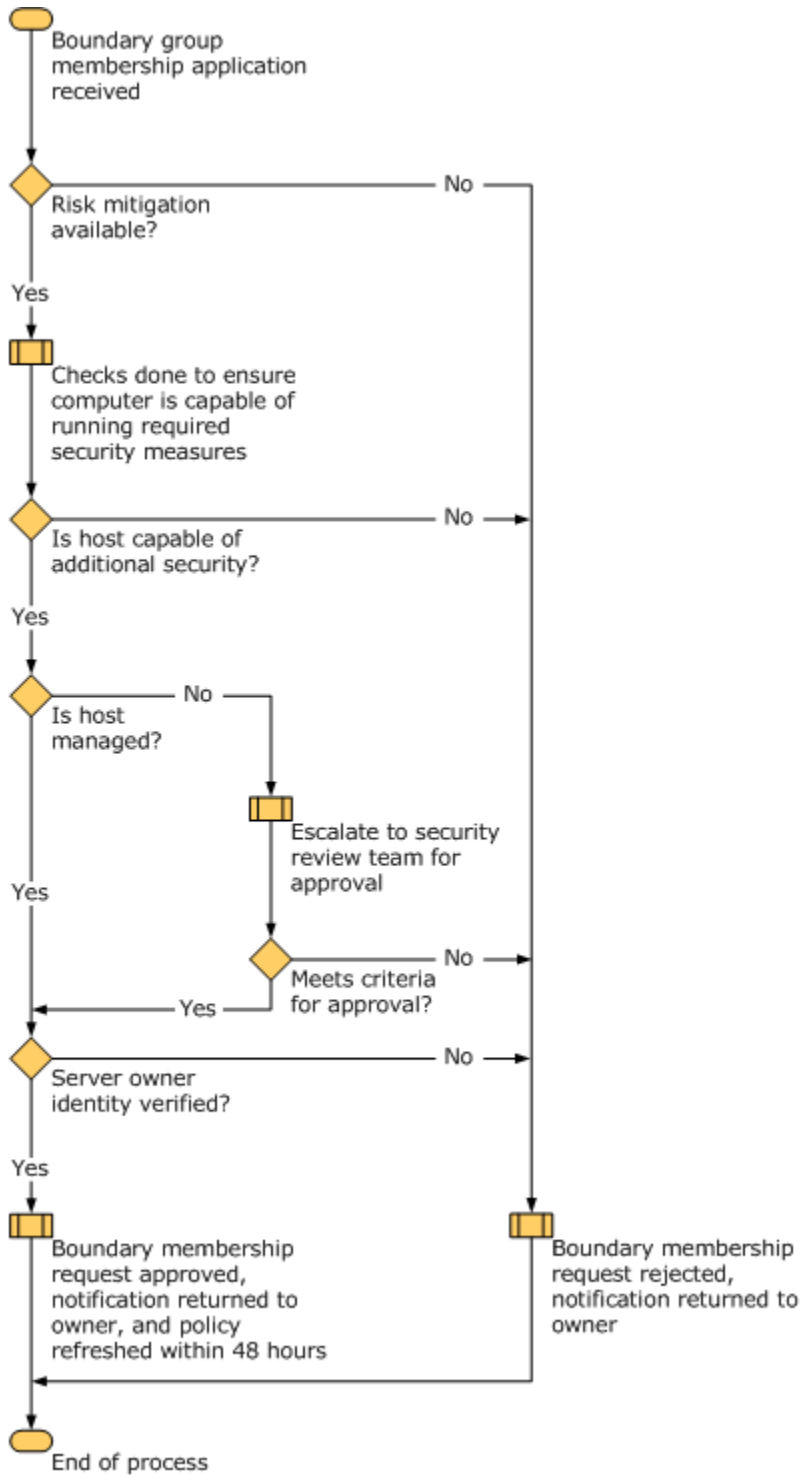 Boundary group
membership application
received
No
Risk mitigation
available?
Yes
Checks done to ensure
computer is capable of
running required
security measures
No
Is host capable of
additional security?
Yes
No
Is host
managed?
Escalate to security
review team for
approval
Yes
No
Meets criteria
for approval?
Yes
No
Server owner
identity verified?
Yes
Boundary membership
request approved,
notification returned to
owner, and policy
refreshed within 48 hours
Boundary membership
request rejected,
notification returned to
owner
End of process